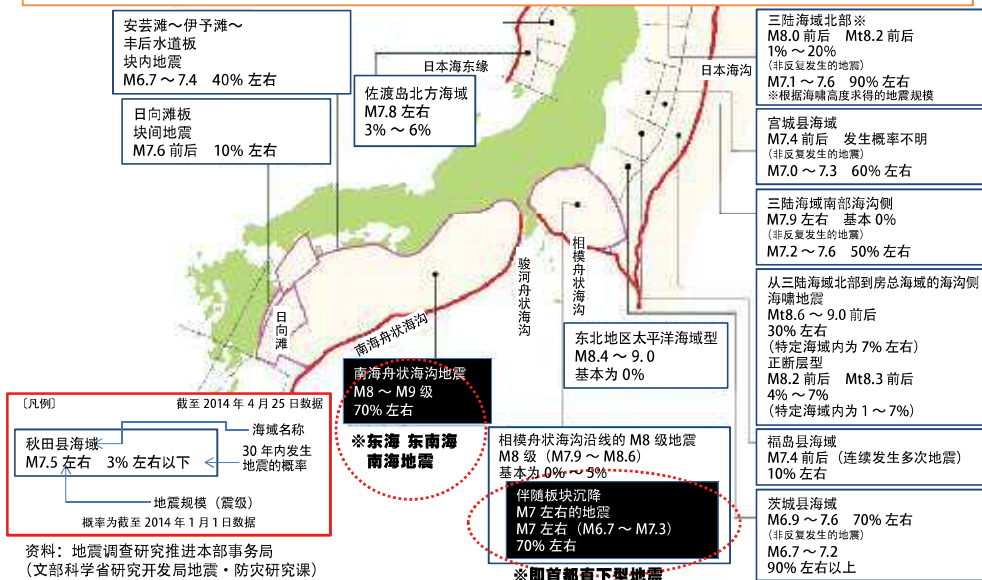 安芸滩～伊予滩～
丰后水道板
块内地震
M6.7～7.4 40% 左右
日向滩板
块间地震
M7.6 前后 10% 左右
日本海东缘
佐渡岛北方海域
M7.8 左右
3%～6%
日本海沟
三陆海域北部※
M8.0 前后 Mt8.2 前后
1%～20%
(非反复发生的地震)
M7.1～7.6 90% 左右
※根据海啸高度求得的地震规模
宫城县海域
M7.4 前后 发生概率不明
(非反复发生的地震)
M7.0～7.3 60% 左右
三陆海域南部海沟侧
M7.9 左右 基本 0%
(非反复发生的地震)
M7.2～7.6 50% 左右
从三陆海域北部到房总海域的海沟侧
海啸地震
Mt8.6～9.0 前后
30% 左右
(特定海域内为 7% 左右)
正断层型
M8.2 前后 Mt8.3 前后
4%～7%
(特定海域内为 1～7%)
福岛县海域
M7.4 前后（连续发生多次地震）
10% 左右
茨城县海域
M6.9～7.6 70% 左右
(非反复发生的地震)
M6.7～7.2
90% 左右以上
日向滩
南海舟状海沟
骏河舟状海沟
相模舟状海沟
东北地区太平洋海域型
M8.4～9.0
基本为 0%
南海舟状海沟地震
M8～M9 级
70% 左右
※东海 东南海
南海地震
相模舟状海沟沿线的 M8 级地震
M8 级（M7.9～M8.6）
基本为 0%～5%
伴随板块沉降
M7 左右的地震
M7 左右（M6.7～M7.3）
70% 左右
※即首都直下型地震
〔凡例〕 截至 2014 年 4 月 25 日数据
秋田县海域
M7.5 左右 3% 左右以下
海域名称
30 年内发生
地震的概率
地震规模（震级）
概率为截至 2014 年 1 月 1 日数据
资料：地震调查研究推进本部事务局
（文部科学省研究开发局地震・防灾研究课）